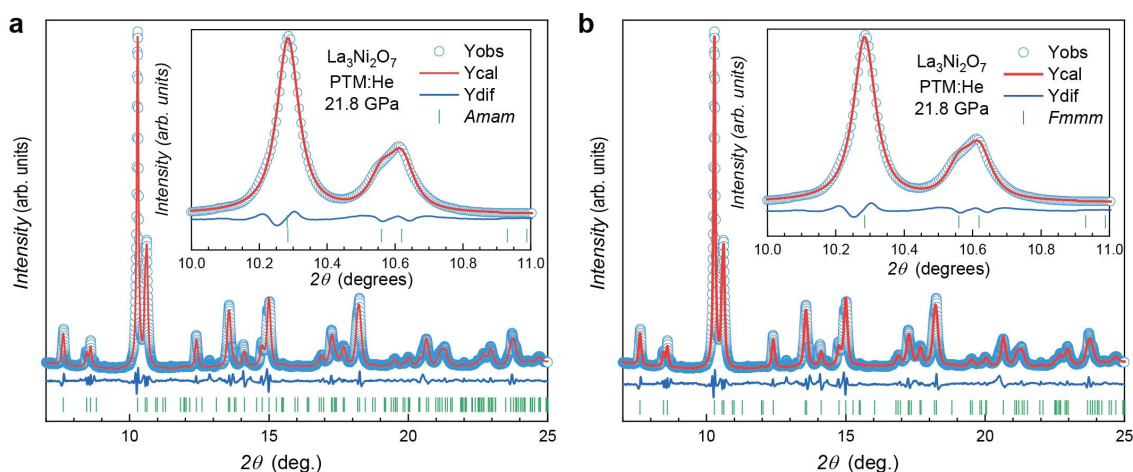 a
Intensity (arb. units)
Intensity (arb. units)
La₃Ni₂O₇
PTM:He
21.8 GPa
Yobs
Ycal
Ydif
Amam
10.0 10.2 10.4 10.6 10.8 11.0
2θ (degrees)
10 15 20 25
2θ (deg.)
b
Intensity (arb. units)
Intensity (arb. units)
La₃Ni₂O₇
PTM:He
21.8 GPa
Yobs
Ycal
Ydif
Fmmm
10.0 10.2 10.4 10.6 10.8 11.0
2θ (degrees)
10 15 20 25
2θ (deg.)